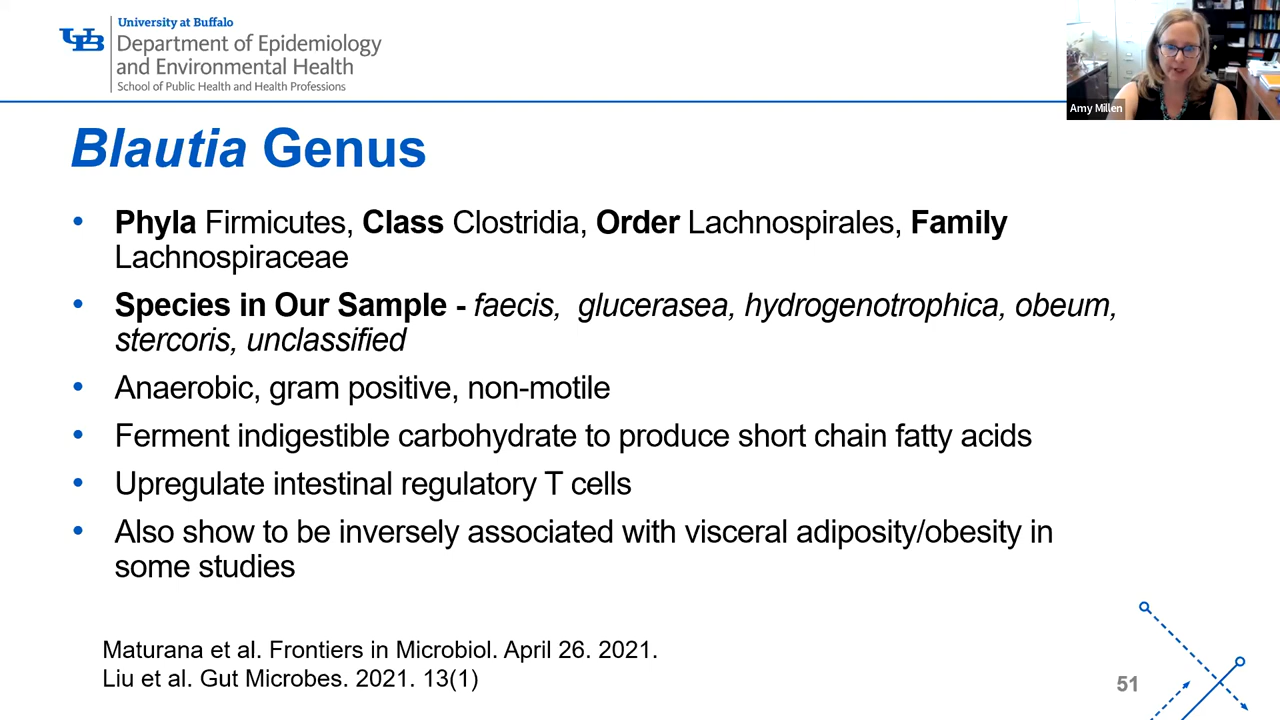 University at Buffalo
Department of Epidemiology
and Environmental Health
School of Public Health and Health Professions
Amy Millen
Blautia Genus
• Phyla Firmicutes, Class Clostridia, Order Lachnospirales, Family
Lachnospiraceae
• Species in Our Sample - faecis, glucerasea, hydrogenotrophica, obeum,
stercoris, unclassified
• Anaerobic, gram positive, non-motile
• Ferment indigestible carbohydrate to produce short chain fatty acids
• Upregulate intestinal regulatory T cells
• Also show to be inversely associated with visceral adiposity/obesity in
some studies
Maturana et al. Frontiers in Microbiol. April 26. 2021.
Liu et al. Gut Microbes. 2021. 13(1)
51